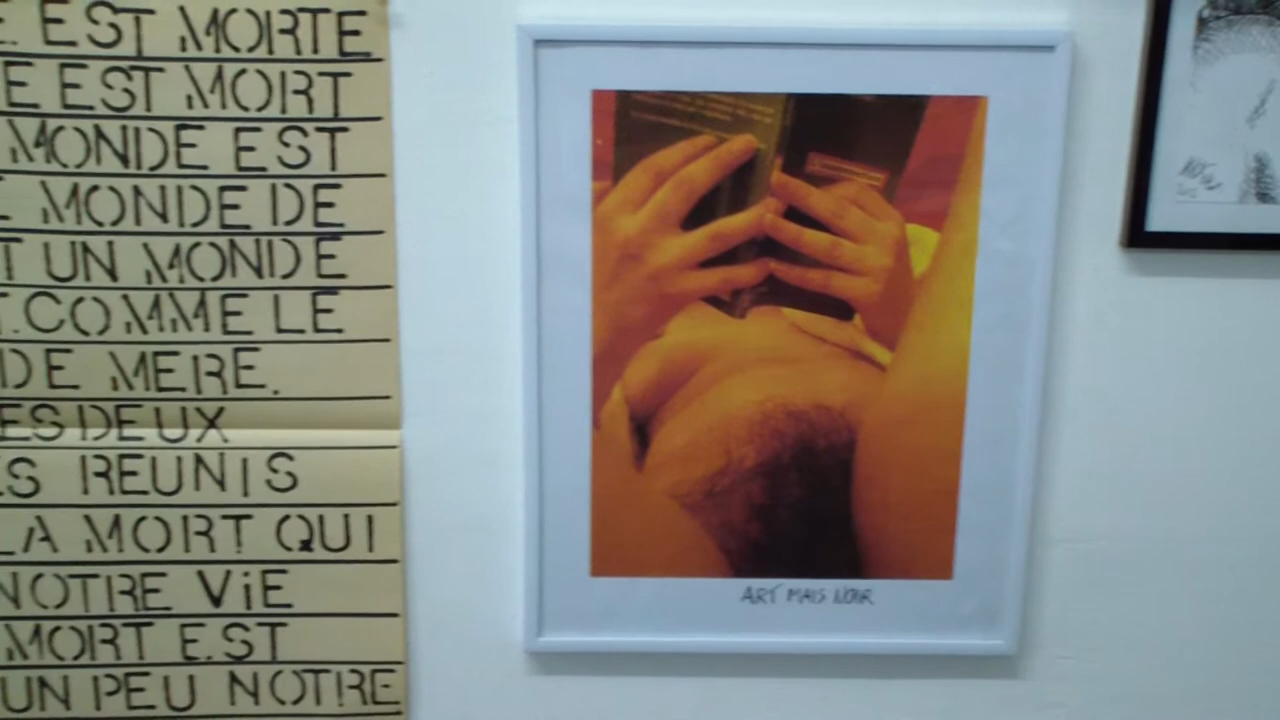 EST MORTE
E EST MORT
MONDE EST
MONDE DE
T UN MONDE
T.COMME LE
DE MERE.
ES DEUX
S REUNIS
LA MORT QUI
NOTRE ViE
MORT EST
UN PEU NOTRE
ART MAIS NOIR